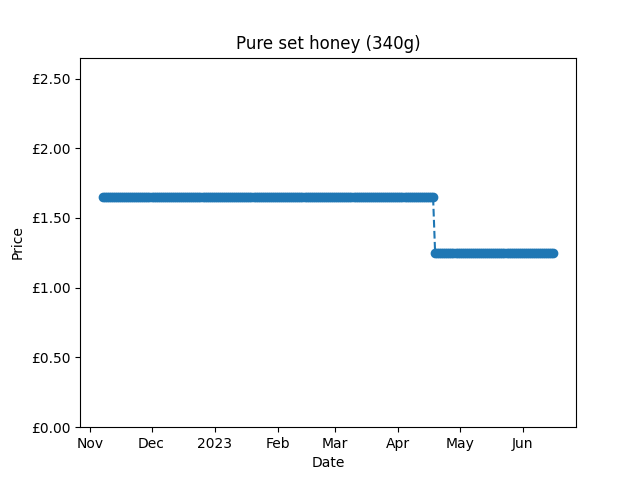 Pure set honey (340g)
£2.50
£2.00
£1.50
£1.00
£0.50
£0.00
Price
Nov Dec 2023 Feb Mar Apr May Jun
Date